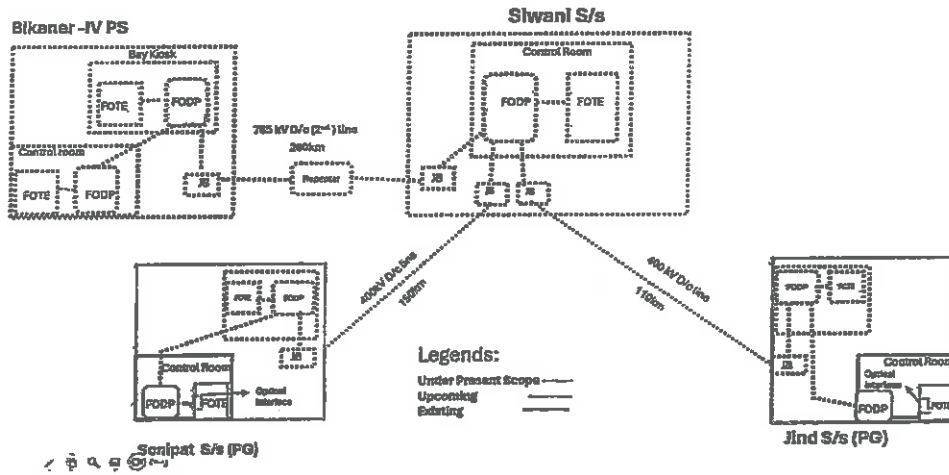 Bikaner -IV PS
Siwani S/s
Bay Kiosk
FOTE
FODP
Control Room
FODP
FOTE
765 kV D/c (2nd) line
260km
Control room
FOTE
FODP
JB
Repeater
JB
JB
JB
400kV D/c line
150km
400 kV D/c line
110km
FOTE
FODP
JB
FODP
FOTE
JB
Control Room
Optical
Interface
FODP
FOTE
Legends:
Under Present Scope
Upcoming
Existing
Control Room
Optical
Interface
FODP
FOTE
Sonipat S/s (PG)
Jind S/s (PG)